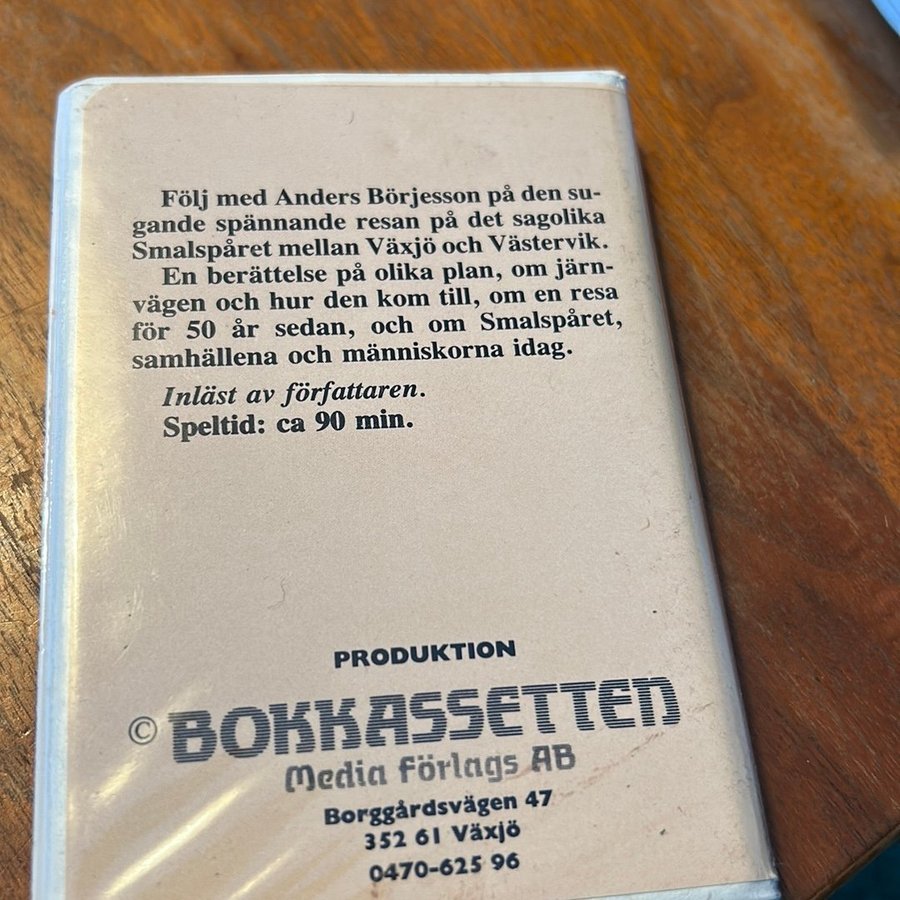 Följ med Anders Börjesson på den su-
gande spännande resan på det sagolika
Smalspåret mellan Växjö och Västervik.
En berättelse på olika plan, om järn-
vägen och hur den kom till, om en resa
för 50 år sedan, och om Smalspåret,
samhällena och människorna idag.
Inläst av författaren.
Speltid: ca 90 min.
PRODUKTION
© BOKKASSETTEN
Media Förlags AB
Borggårdsvägen 47
352 61 Växjö
0470-625 96